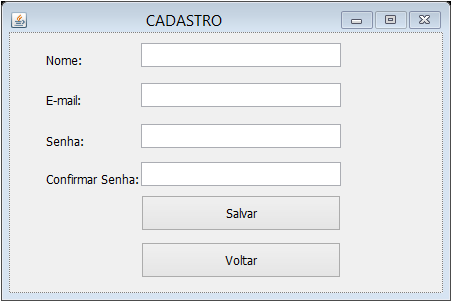 CADASTRO
Nome:
E-mail:
Senha:
Confirmar Senha:
Salvar
Voltar